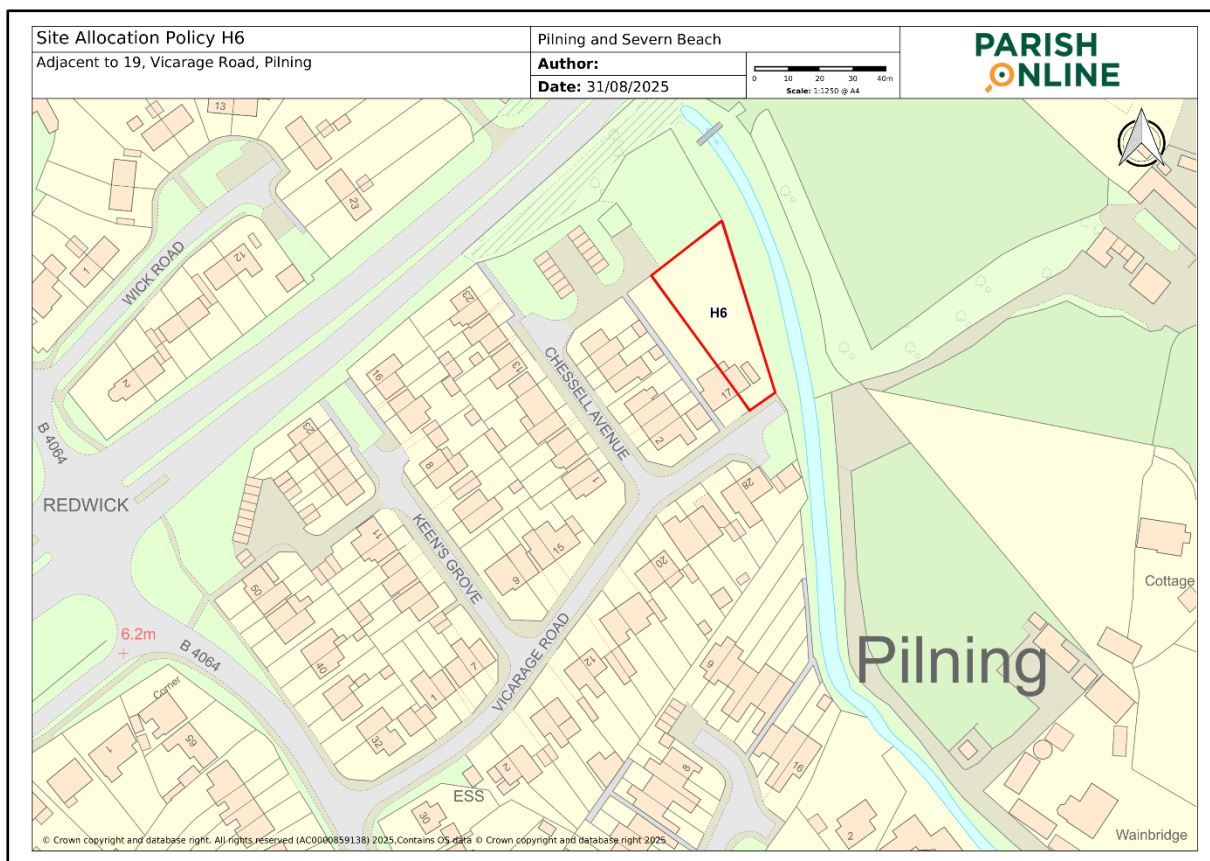 Site Allocation Policy H6
Adjacent to 19, Vicarage Road, Pilning
Pilning and Severn Beach
Author:
Date: 31/08/2025
0 10 20 30 40m
Scale: 1:1250 @ A4
PARISH
ONLINE
13
23
1
WICK ROAD
12
2
B 4064
REDWICK
23
16
13
23
CHESSELL AVENUE
H6
17
2
1
8
28
KEEN'S GROVE
11
15
6
20
50
40
VICARAGE ROAD
7
1
32
12
9
6.2m
B 4064
Corner
1
65
2
ESS
30
8
16
2
Pilning
Cottage
Wainbridge
© Crown copyright and database right. All rights reserved (AC0000859138) 2025,Contains OS data © Crown copyright and database right 2025